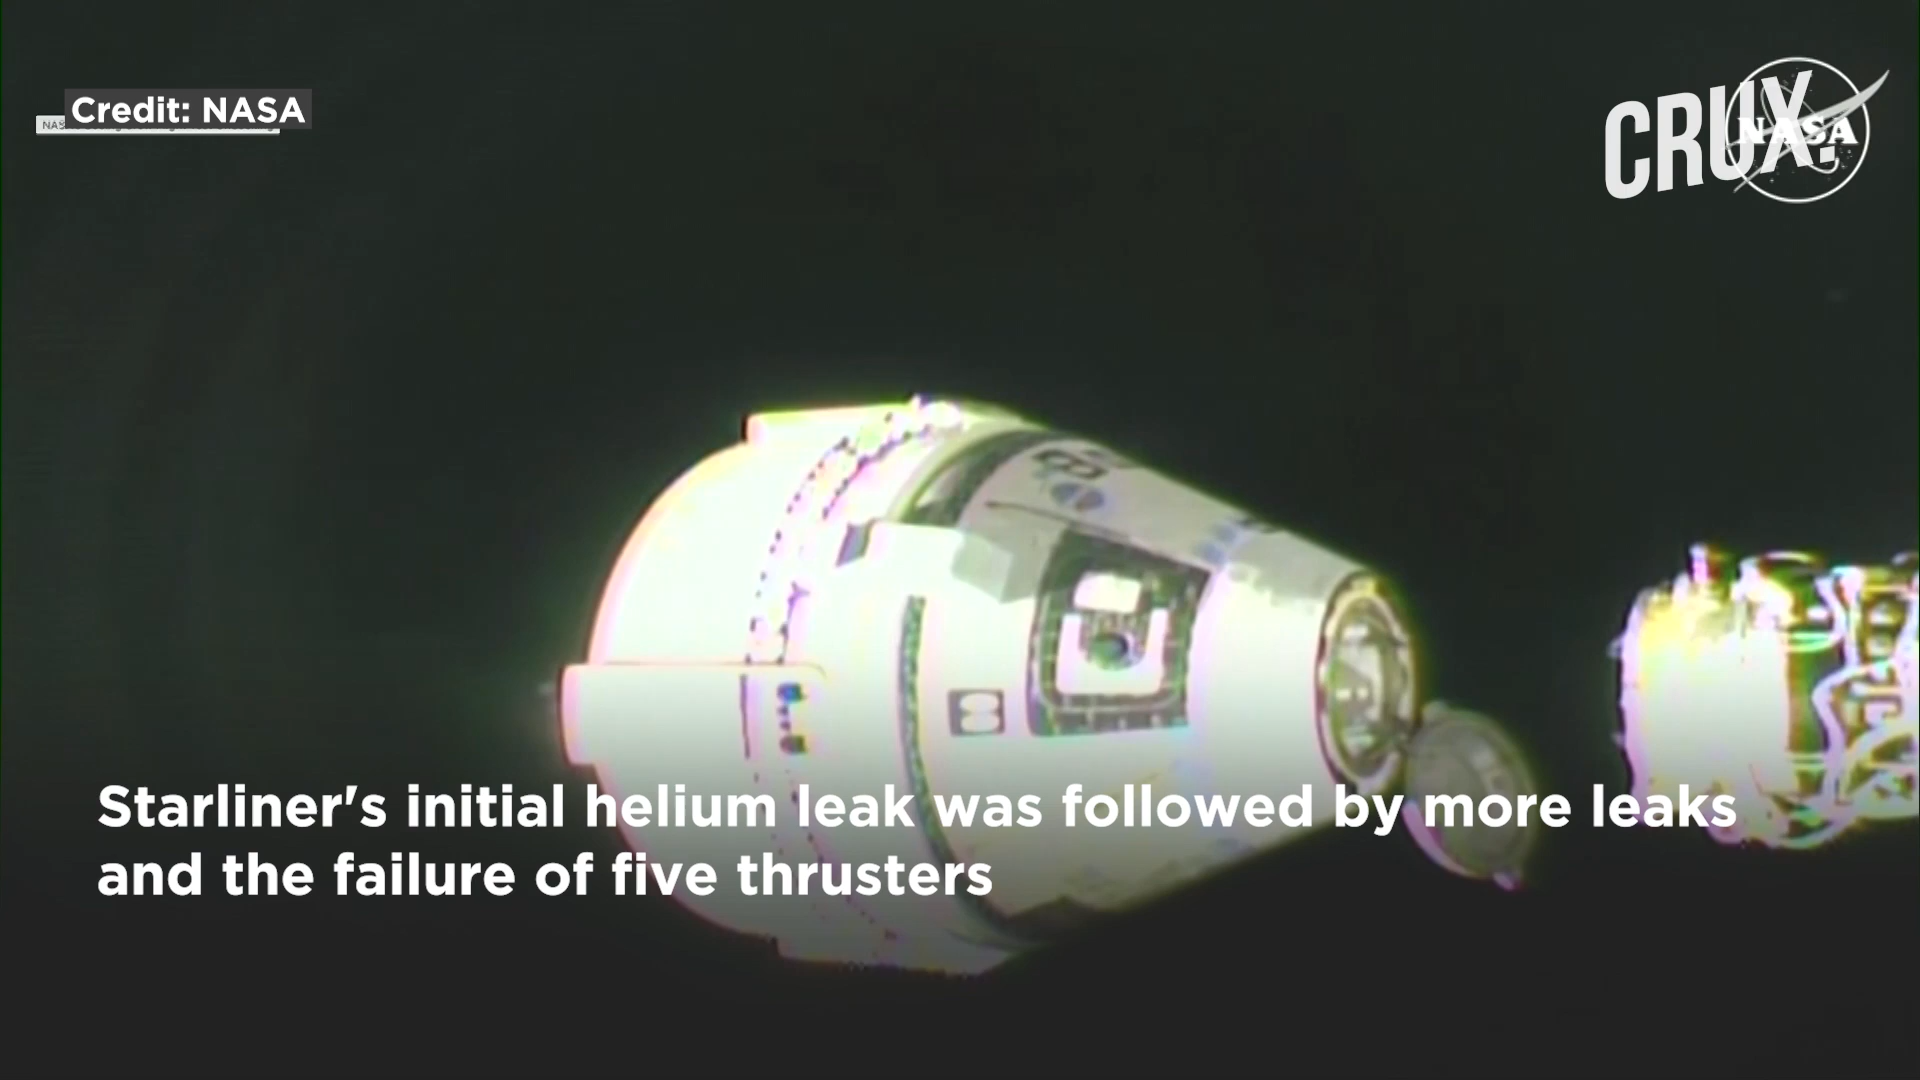 Credit: NASA
CRUX.
NASA
Starliner's initial helium leak was followed by more leaks
and the failure of five thrusters